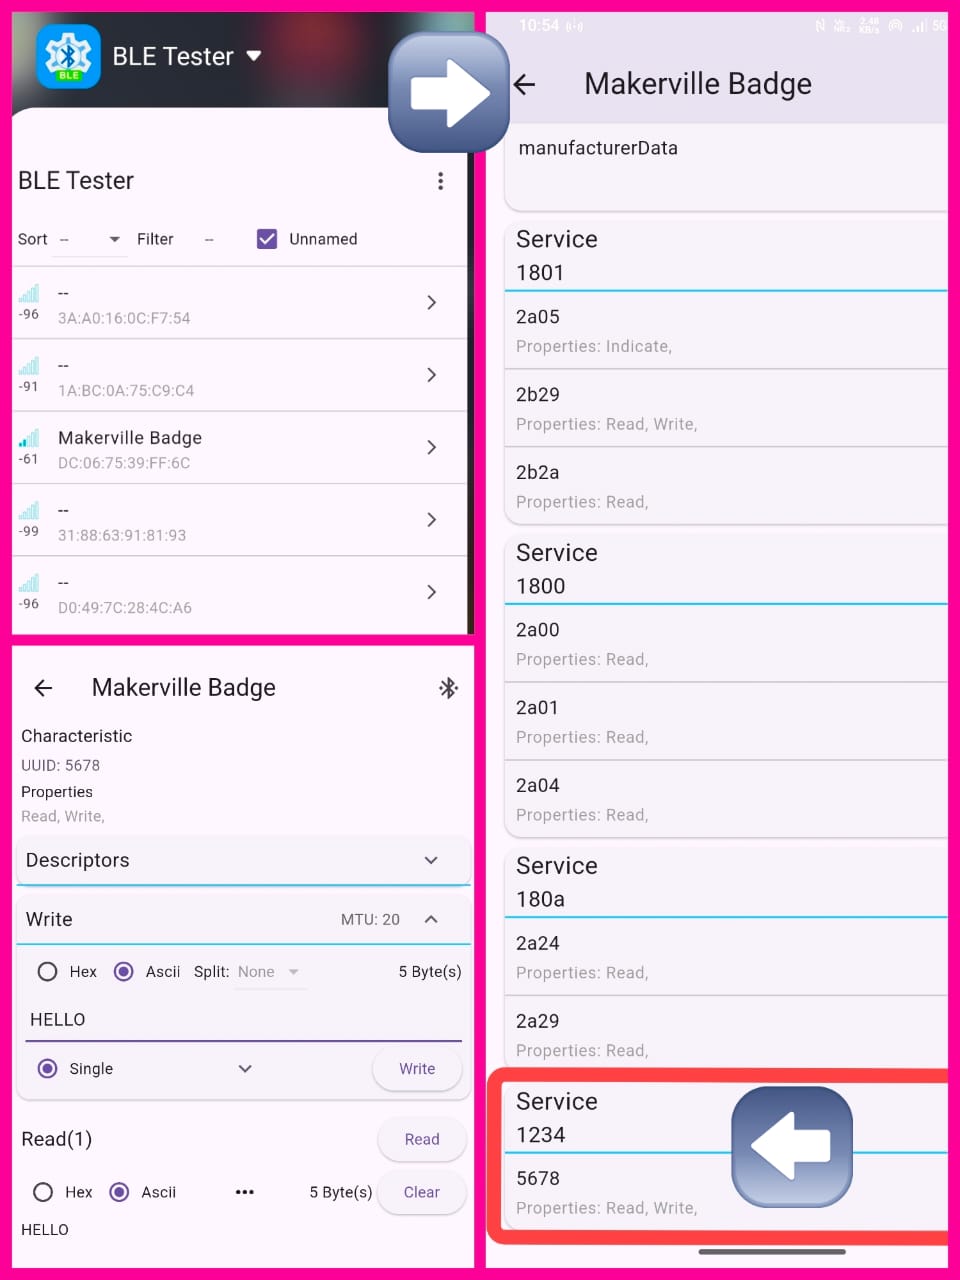 BLE
BLE Tester
BLE Tester
Sort -- Filter -- Unnamed
--
-96
3A:A0:16:0C:F7:54
--
-91
1A:BC:0A:75:C9:C4
Makerville Badge
-61
DC:06:75:39:FF:6C
--
-99
31:88:63:91:81:93
--
-96
D0:49:7C:28:4C:A6
10:54
Vo
NR2
2.48
KB/s
5G
Makerville Badge
manufacturerData
Service
1801
2a05
Properties: Indicate,
2b29
Properties: Read, Write,
2b2a
Properties: Read,
Service
1800
2a00
Properties: Read,
2a01
Properties: Read,
2a04
Properties: Read,
Service
180a
2a24
Properties: Read,
2a29
Properties: Read,
Service
1234
5678
Properties: Read, Write,
Makerville Badge
Characteristic
UUID: 5678
Properties
Read, Write,
Descriptors
Write MTU: 20
Hex Ascii Split: None 5 Byte(s)
HELLO
Single Write
Read(1) Read
Hex Ascii ••• 5 Byte(s) Clear
HELLO